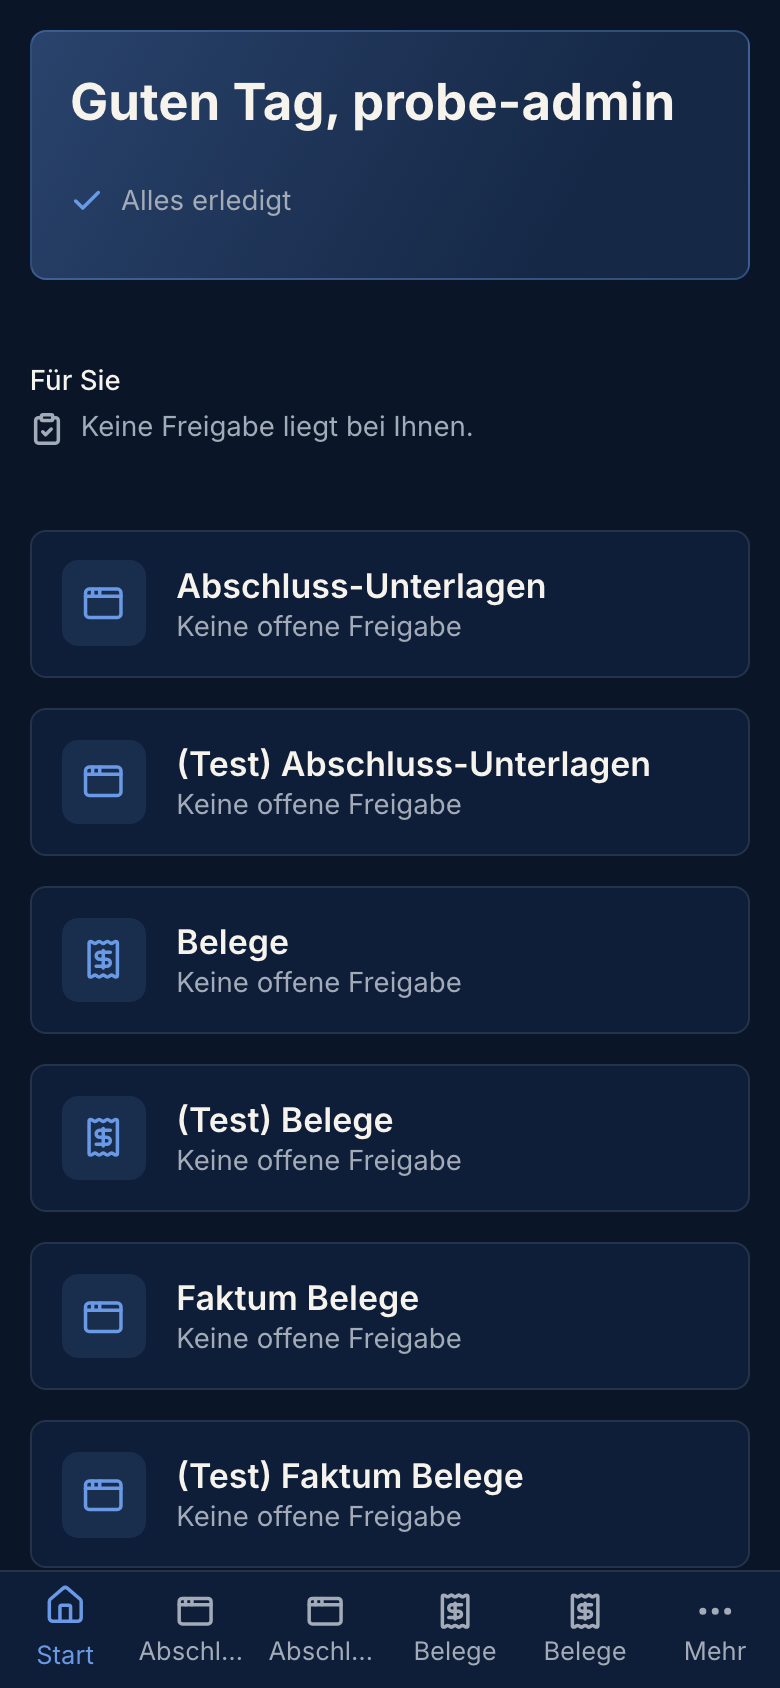 Guten Tag, probe-admin
Alles erledigt
Für Sie
Keine Freigabe liegt bei Ihnen.
Abschluss-Unterlagen
Keine offene Freigabe
(Test) Abschluss-Unterlagen
Keine offene Freigabe
Belege
Keine offene Freigabe
(Test) Belege
Keine offene Freigabe
Faktum Belege
Keine offene Freigabe
(Test) Faktum Belege
Keine offene Freigabe
Start
Abschl...
Abschl...
Belege
Belege
Mehr